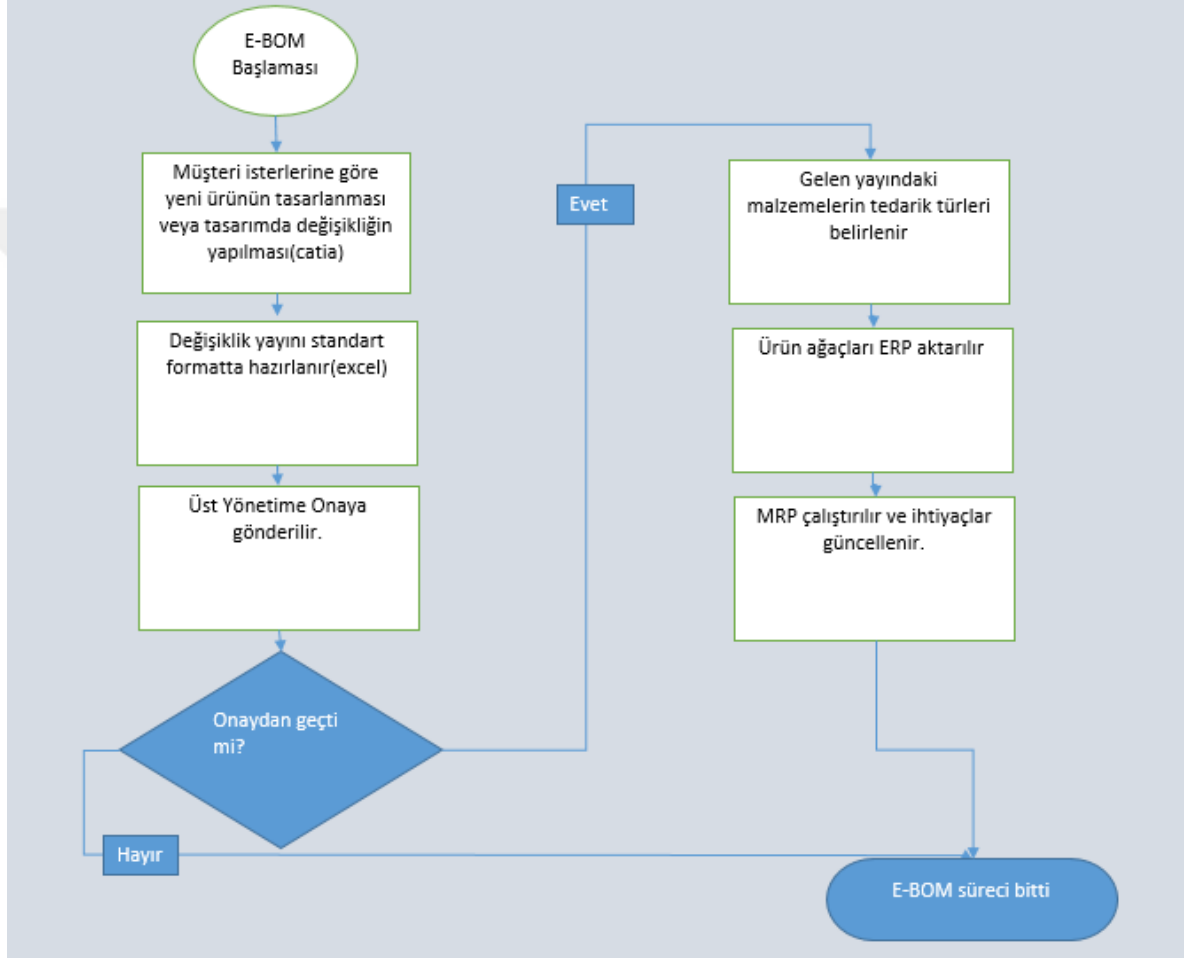 E-BOM
Başlaması
Müşteri isterlerine göre
yeni ürünün tasarlanması
veya tasarımda değişikliğin
yapılması(catia)
Değişiklik yayını standart
formatta hazırlanır(excel)
Üst Yönetime Onaya
gönderilir.
Onaydan geçti
mi?
Hayır
Evet
Gelen yayındaki
malzemelerin tedarik türleri
belirlenir
Ürün ağaçları ERP aktarılır
MRP çalıştırılır ve ihtiyaçlar
güncellenir.
E-BOM süreci bitti